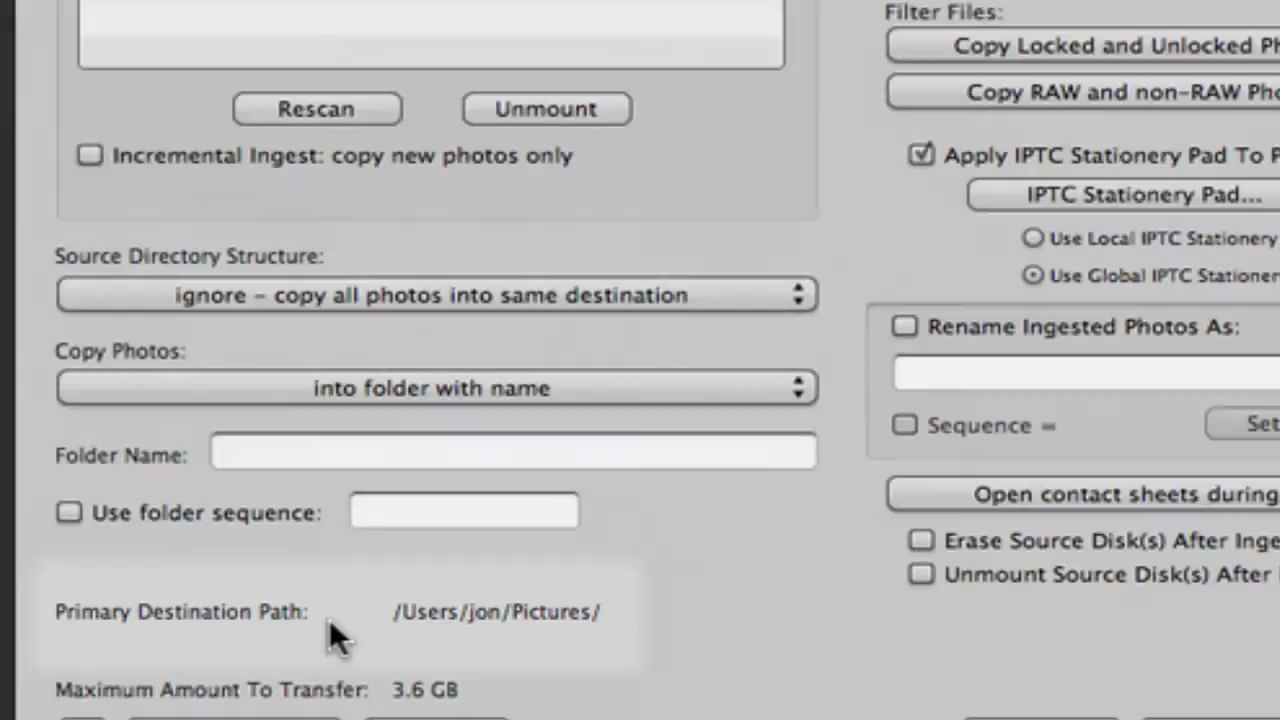 Rescan
Unmount
Incremental Ingest: copy new photos only
Source Directory Structure:
ignore – copy all photos into same destination
Copy Photos:
into folder with name
Folder Name:
Use folder sequence:
Primary Destination Path: /Users/jon/Pictures/
Maximum Amount To Transfer: 3.6 GB
Filter Files:
Copy Locked and Unlocked
Copy RAW and non-RAW
Apply IPTC Stationery Pad To
IPTC Stationery Pad...
Use Local IPTC Stationery
Use Global IPTC
Rename Ingested Photos As:
Sequence =
Set
Open contact sheets during
Erase Source Disk(s) After
Unmount Source Disk(s) After